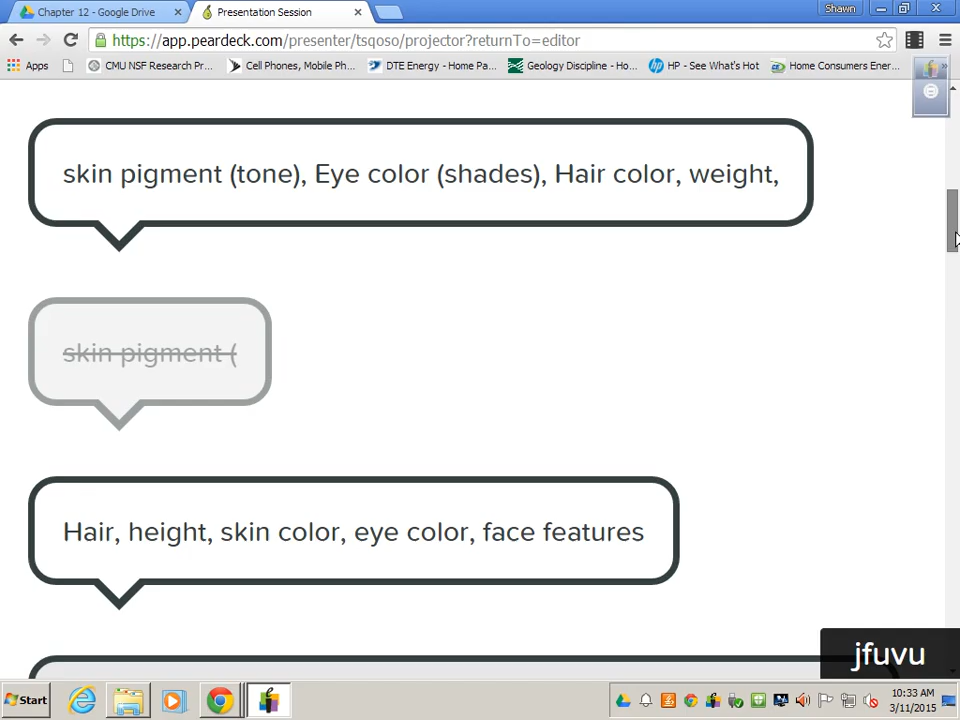 Chapter 12 - Google Drive
Presentation Session
Shawn
https://app.peardeck.com/presenter/tsqoso/projector?returnTo=editor
Apps
CMU NSF Research Pr...
Cell Phones, Mobile Ph...
DTE Energy - Home Pa...
Geology Discipline - Ho...
HP - See What's Hot
Home Consumers Ener...
skin pigment (tone), Eye color (shades), Hair color, weight,
skin pigment (
Hair, height, skin color, eye color, face features
jfuvu
Start
10:33 AM
3/11/2015